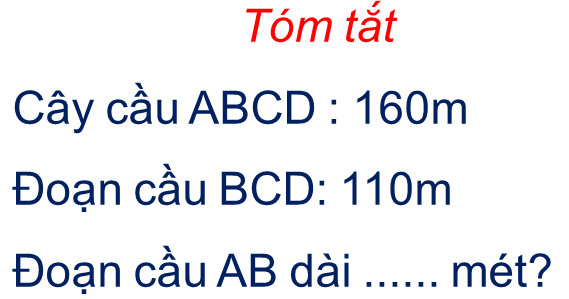 Tóm tắt
Cây cầu ABCD : 160m
Đoạn cầu BCD: 110m
Đoạn cầu AB dài ...... mét?